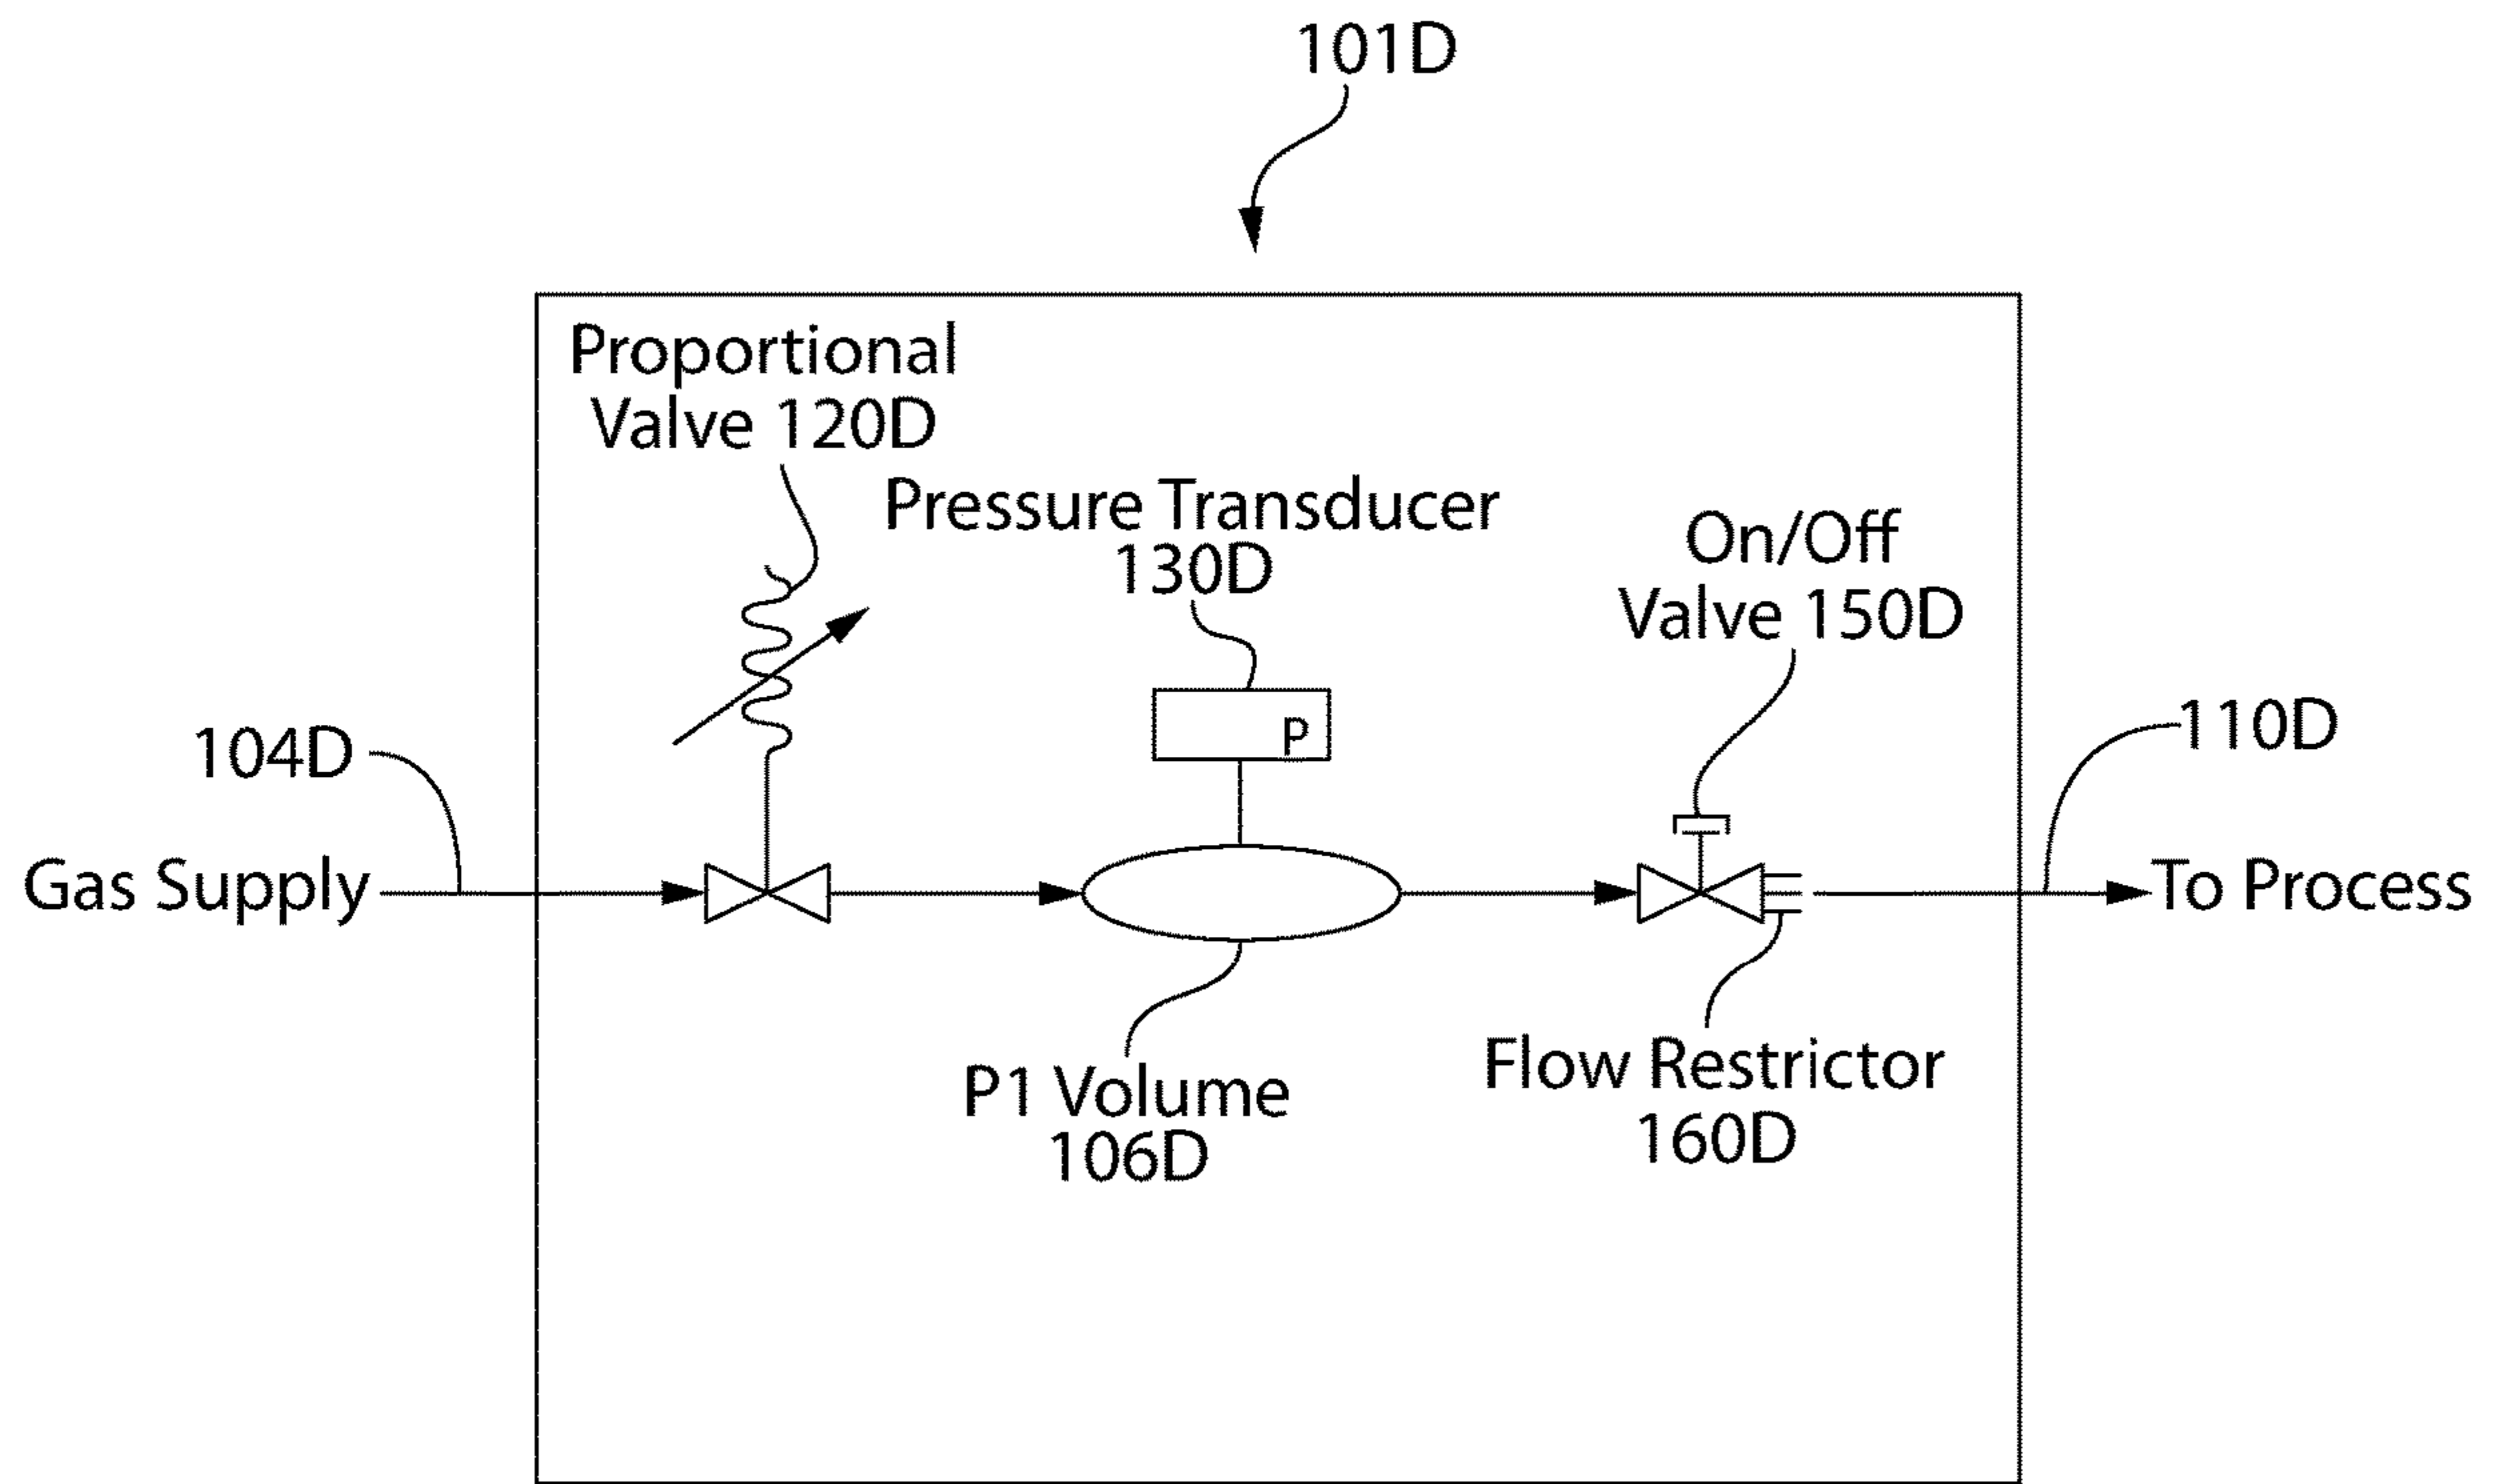 101D
Proportional
Valve 120D
Pressure Transducer
130D
On/Off
Valve 150D
P
104D
110D
Gas Supply
To Process
P1 Volume
106D
Flow Restrictor
160D